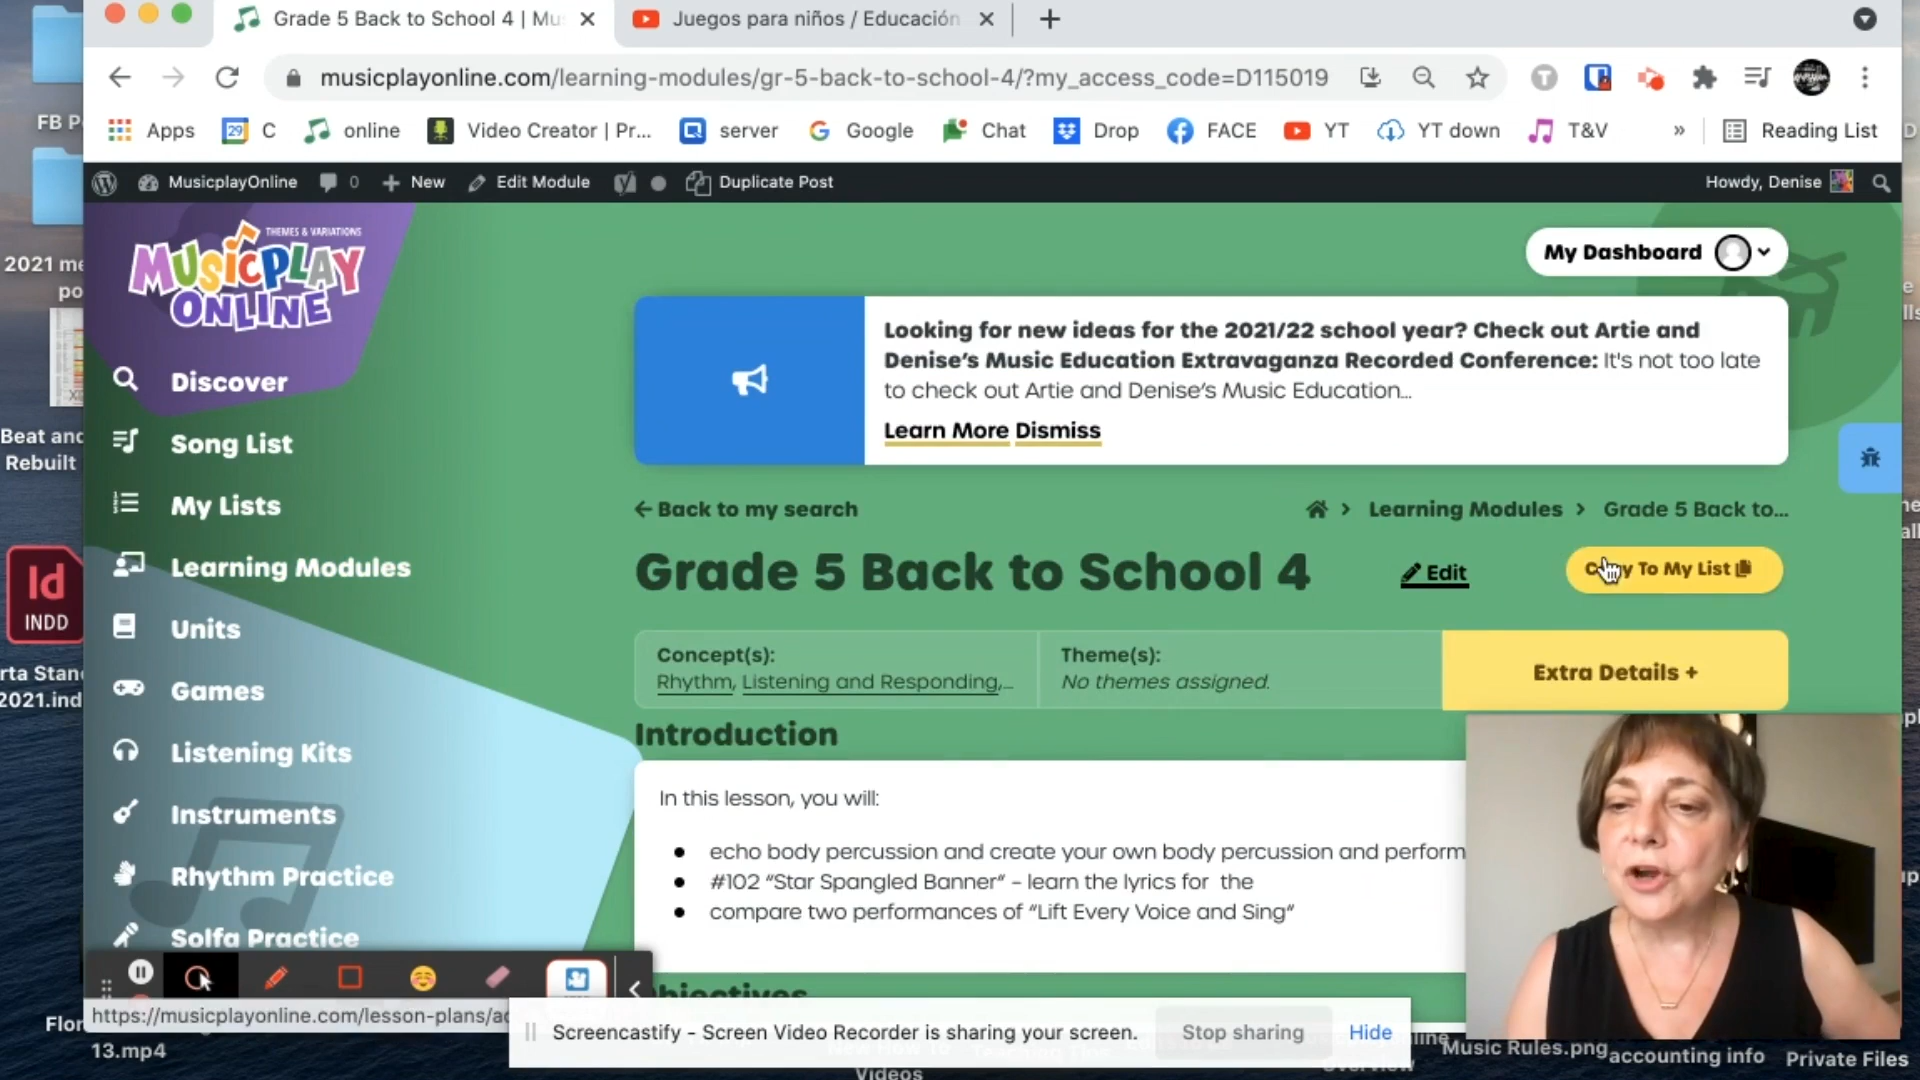 Grade 5 Back to School 4 | Mu
Juegos para niños / Educación
musicplayonline.com/learning-modules/gr-5-back-to-school-4/?my_access_code=D115019
Apps
29
C
online
Video Creator | Pr...
server
Google
Chat
Drop
FACE
YT
YT down
T&V
»
Reading List
MusicplayOnline
0
New
Edit Module
Duplicate Post
Howdy, Denise
THEMES & VARIATIONS
MUSICPLAY
ONLINE
My Dashboard
Looking for new ideas for the 2021/22 school year? Check out Artie and
Denise's Music Education Extravaganza Recorded Conference: It's not too late
to check out Artie and Denise's Music Education...
Learn More Dismiss
Discover
Song List
My Lists
Learning Modules
Units
Games
Listening Kits
Instruments
Rhythm Practice
Solfa Practice
Back to my search
Learning Modules > Grade 5 Back to...
Grade 5 Back to School 4
Edit
To My List
Concept(s):
Rhythm, Listening and Responding,...
Theme(s):
No themes assigned.
Extra Details +
Introduction
In this lesson, you will:
• echo body percussion and create your own body percussion and perform
• #102 “Star Spangled Banner” – learn the lyrics for the
• compare two performances of “Lift Every Voice and Sing”
https://musicplayonline.com/lesson-plans/
Screencastify - Screen Video Recorder is sharing your screen.
Stop sharing
Hide
FB
2021
Beat and
Rebuilt
Id
INDD
2021.ind
13.mp4
Videos
Music Rules.png
accounting info
Private Files